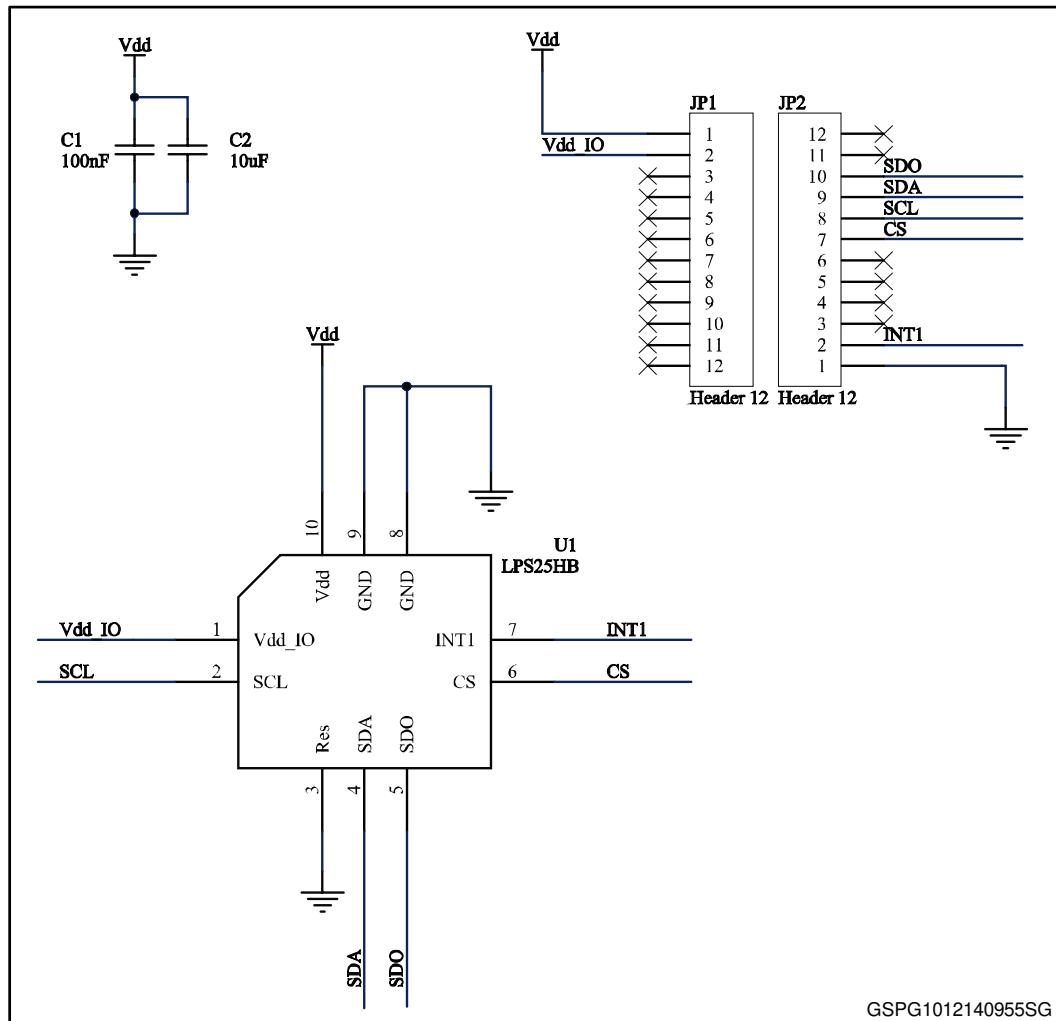 Vdd
C1
100nF
C2
10uF
Vdd
Vdd_IO
JP1
1
2
3
4
5
6
7
8
9
10
11
12
Header 12
JP2
12
11
10
9
8
7
6
5
4
3
2
1
Header 12
SDO
SDA
SCL
CS
INT1
Vdd
10
9
8
U1
LPS25HB
Vdd
GND
GND
Vdd_IO
1
Vdd_IO
INT1
7
INT1
SCL
2
SCL
CS
6
CS
Res
SDA
SDO
3
4
5
SDA
SDO
GSPG1012140955SG